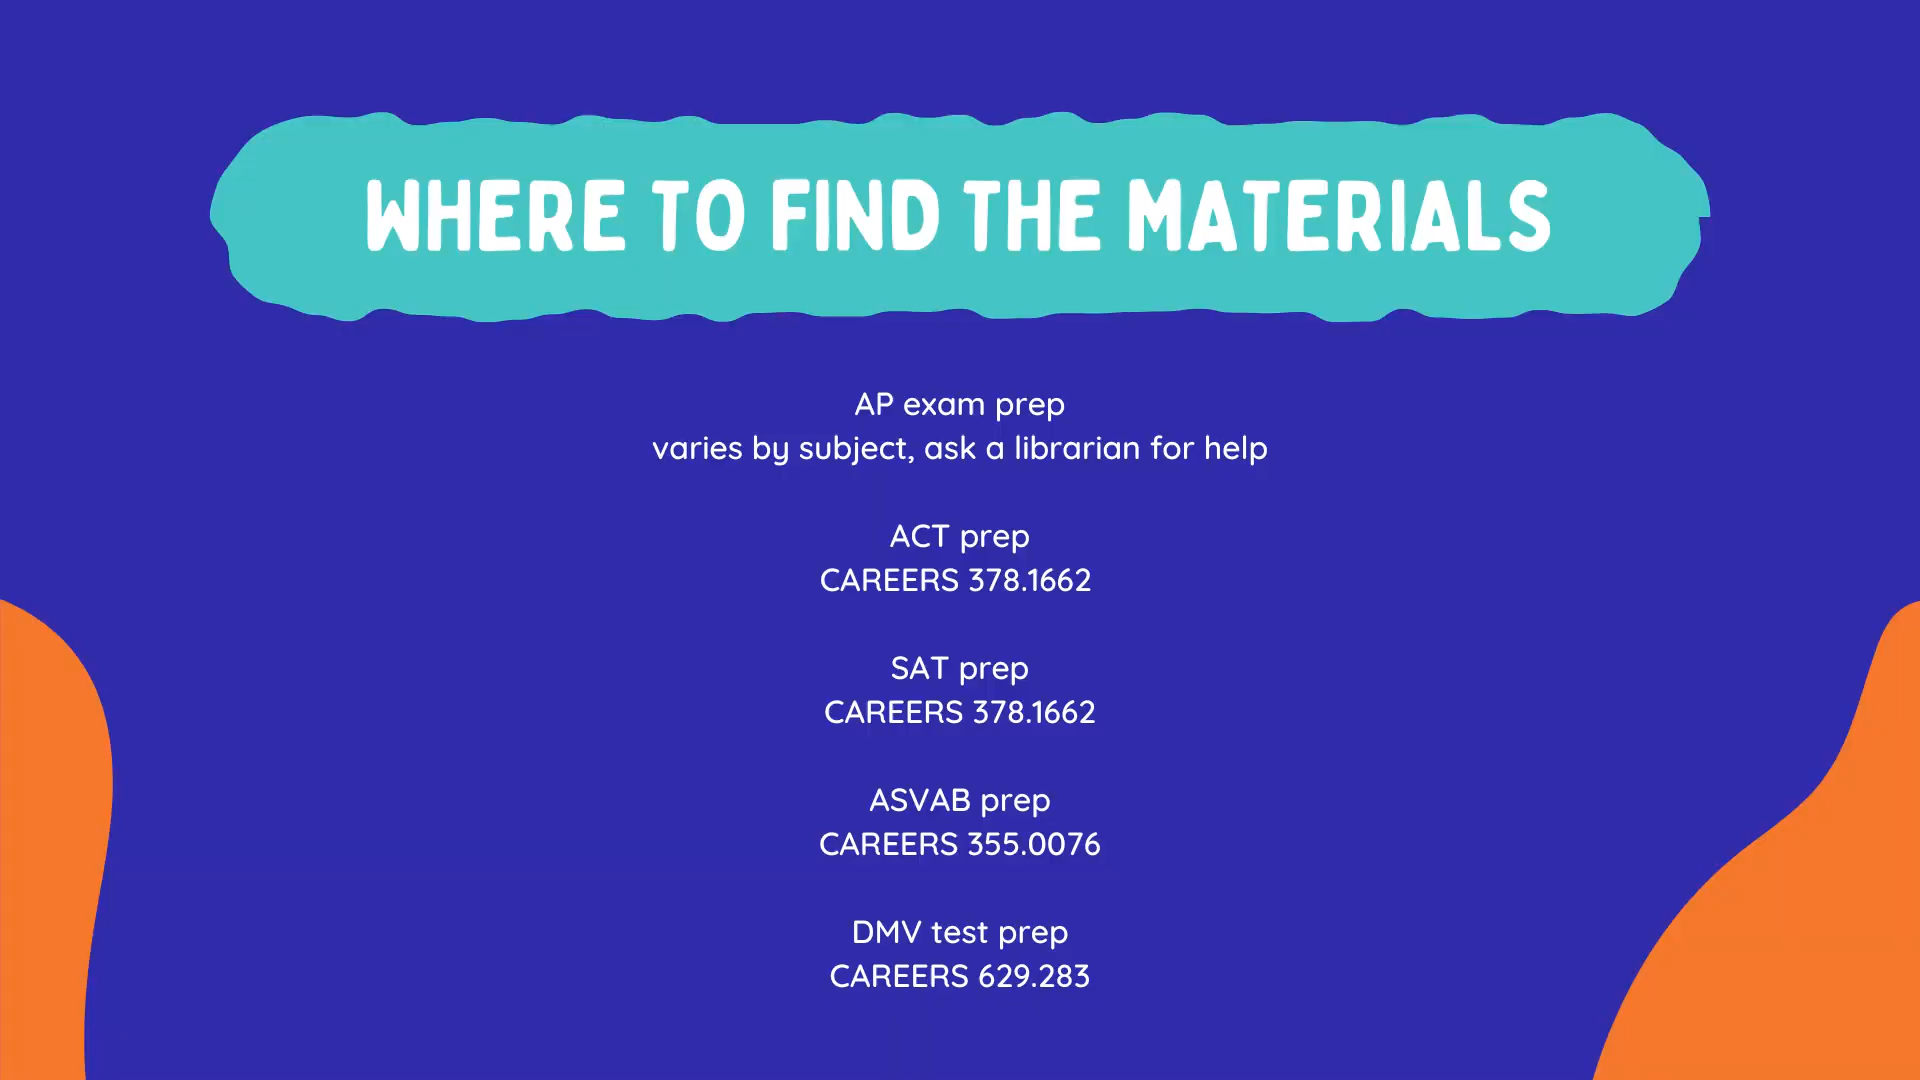 WHERE TO FIND THE MATERIALS
AP exam prep
varies by subject, ask a librarian for help
ACT prep
CAREERS 378.1662
SAT prep
CAREERS 378.1662
ASVAB prep
CAREERS 355.0076
DMV test prep
CAREERS 629.283